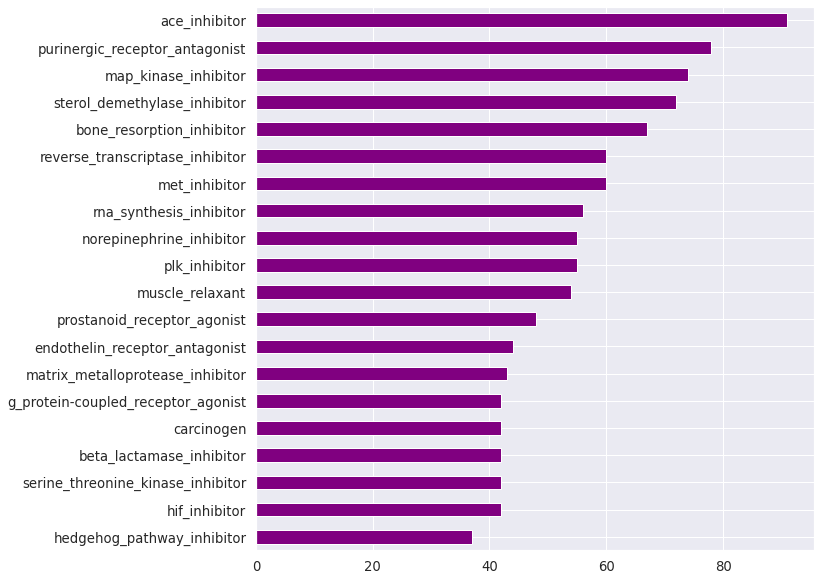 ace_inhibitor
purinergic_receptor_antagonist
map_kinase_inhibitor
sterol_demethylase_inhibitor
bone_resorption_inhibitor
reverse_transcriptase_inhibitor
met_inhibitor
rna_synthesis_inhibitor
norepinephrine_inhibitor
plk_inhibitor
muscle_relaxant
prostanoid_receptor_agonist
endothelin_receptor_antagonist
matrix_metalloprotease_inhibitor
g_protein-coupled_receptor_agonist
carcinogen
beta_lactamase_inhibitor
serine_threonine_kinase_inhibitor
hif_inhibitor
hedgehog_pathway_inhibitor
0 20 40 60 80